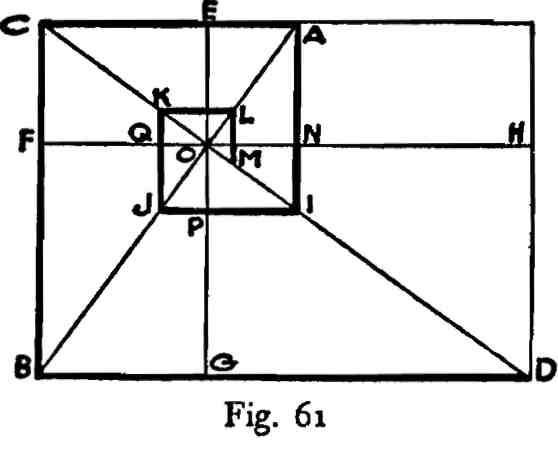 C E A
K L
F Q O M N H
J P I
B G D
Fig. 61